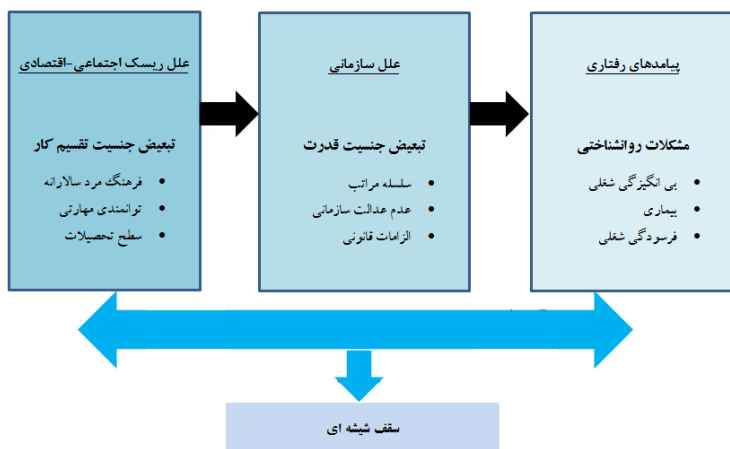 علل ریسک اجتماعی-اقتصادی
تبعیض جنسیت تقسیم کار
فرهنگ مرد سالارانه
توانمندی مهارتی
سطح تحصیلات
علل سازمانی
تبعیض جنسیت قدرت
سلسله مراتب
عدم عدالت سازمانی
الزامات قانونی
پیامدهای رفتاری
مشکلات روانشناختی
بی انگیزگی شغلی
بیماری
فرسودگی شغلی
سقف شیشه ای